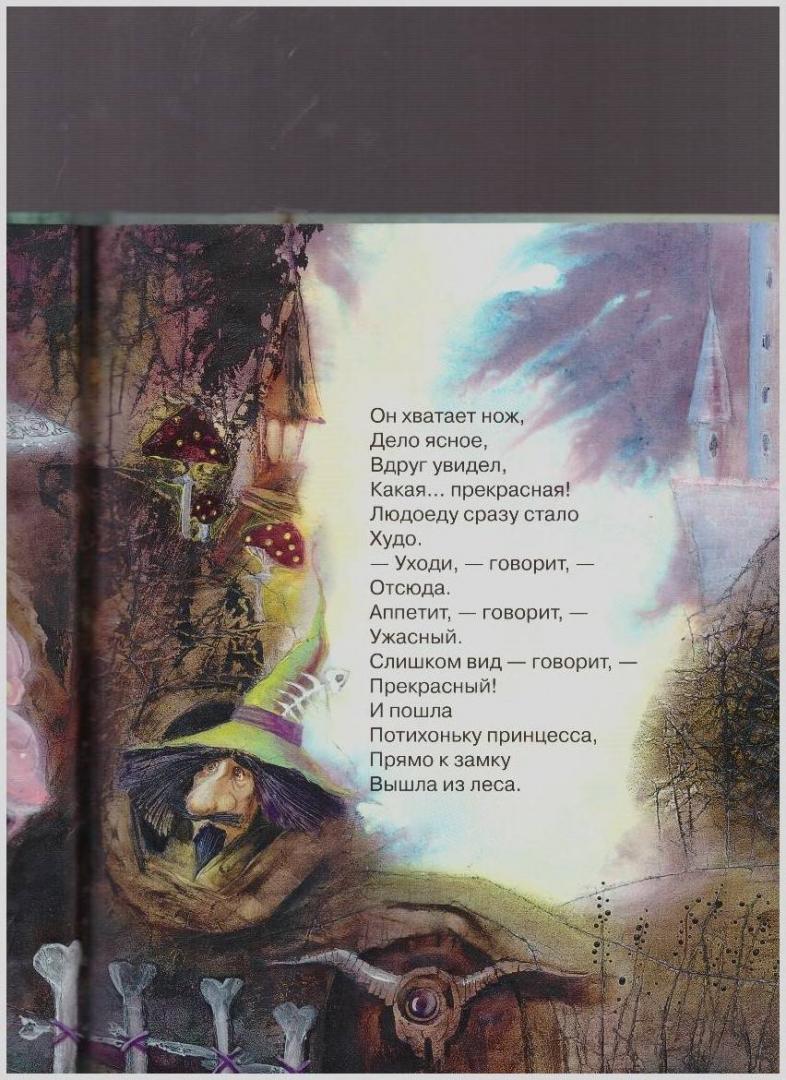 Он хватает нож,
Дело ясное,
Вдруг увидел,
Какая... прекрасная!
Людоеду сразу стало
Худо.
— Уходи, — говорит, —
Отсюда.
Аппетит, — говорит, —
Ужасный.
Слишком вид — говорит, —
Прекрасный!
И пошла
Потихоньку принцесса,
Прямо к замку
Вышла из леса.